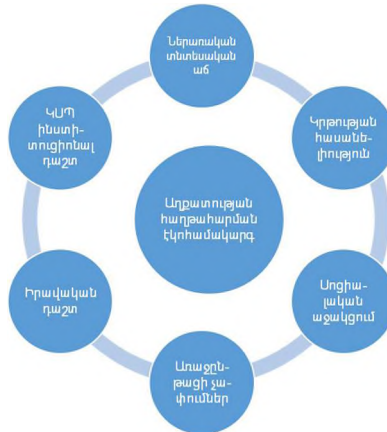 Ներառական
տնտեսական
աճ
Կրթության
հասանե-
լիություն
Սոցիա-
լական
աջակցում
Առաջըն-
թացի չա-
փումներ
Իրավական
դաշտ
ԿԱՊ
ինստի-
տուցիոնալ
դաշտ
Աղքատության
հաղթահարման
էկոհամակարգ